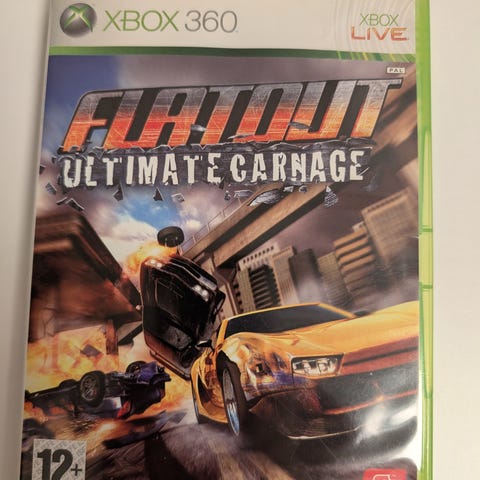 XBOX 360
XBOX
LIVE
PAL
FLATOUT
ULTIMATE CARNAGE
12+